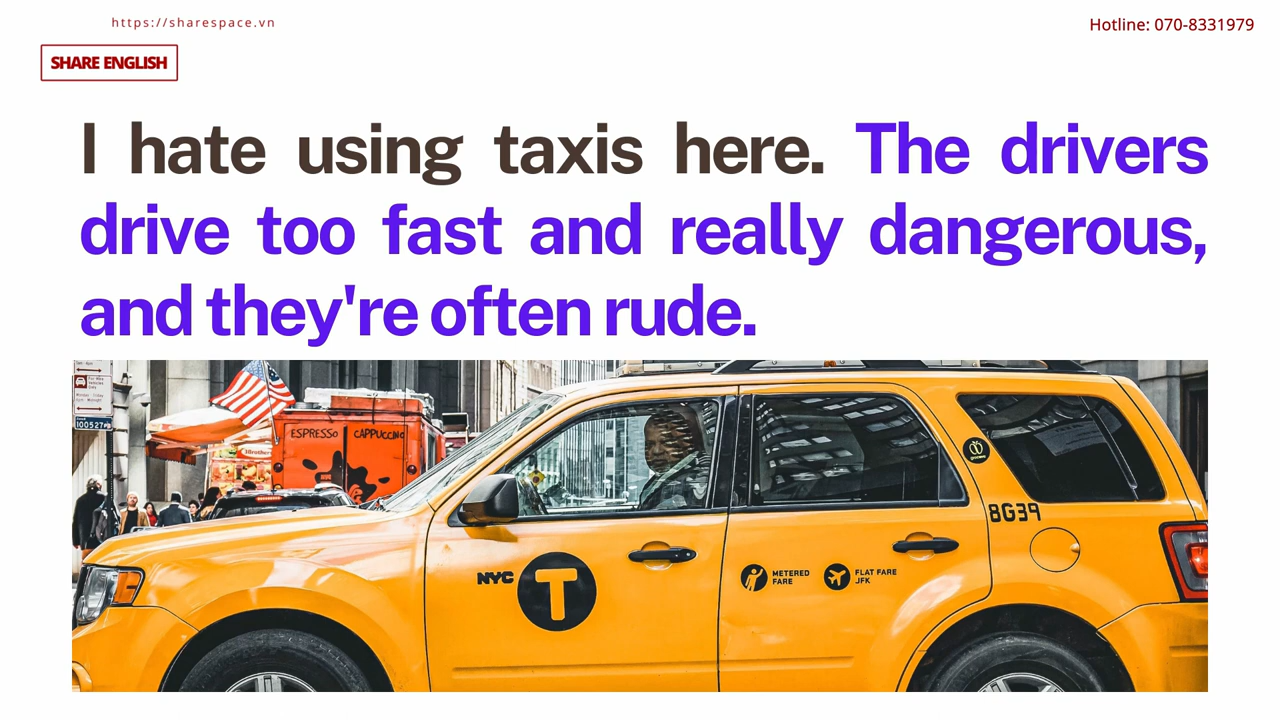 https://sharespace.vn
Hotline: 070-8331979
SHARE ENGLISH
I hate using taxis here. The drivers
drive too fast and really dangerous,
and they're often rude.
100527
ESPRESSO CAPPUCCINO
8G39
NYC T
METERED
FARE
FLAT FARE
JFK